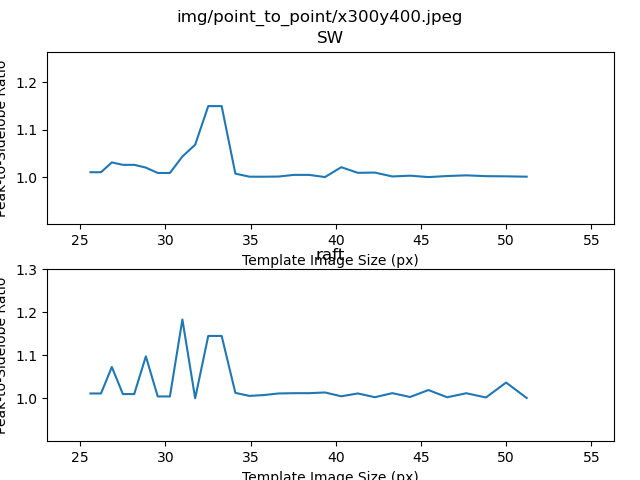 img/point_to_point/x300y400.jpeg
SW
Peak-to-Sidelobe Ratio
1.2
1.1
1.0
25 30 35 40 45 50 55
Template Image Size (px)
raft
Peak-to-Sidelobe Ratio
1.3
1.2
1.1
1.0
25 30 35 40 45 50 55
Template Image Size (px)